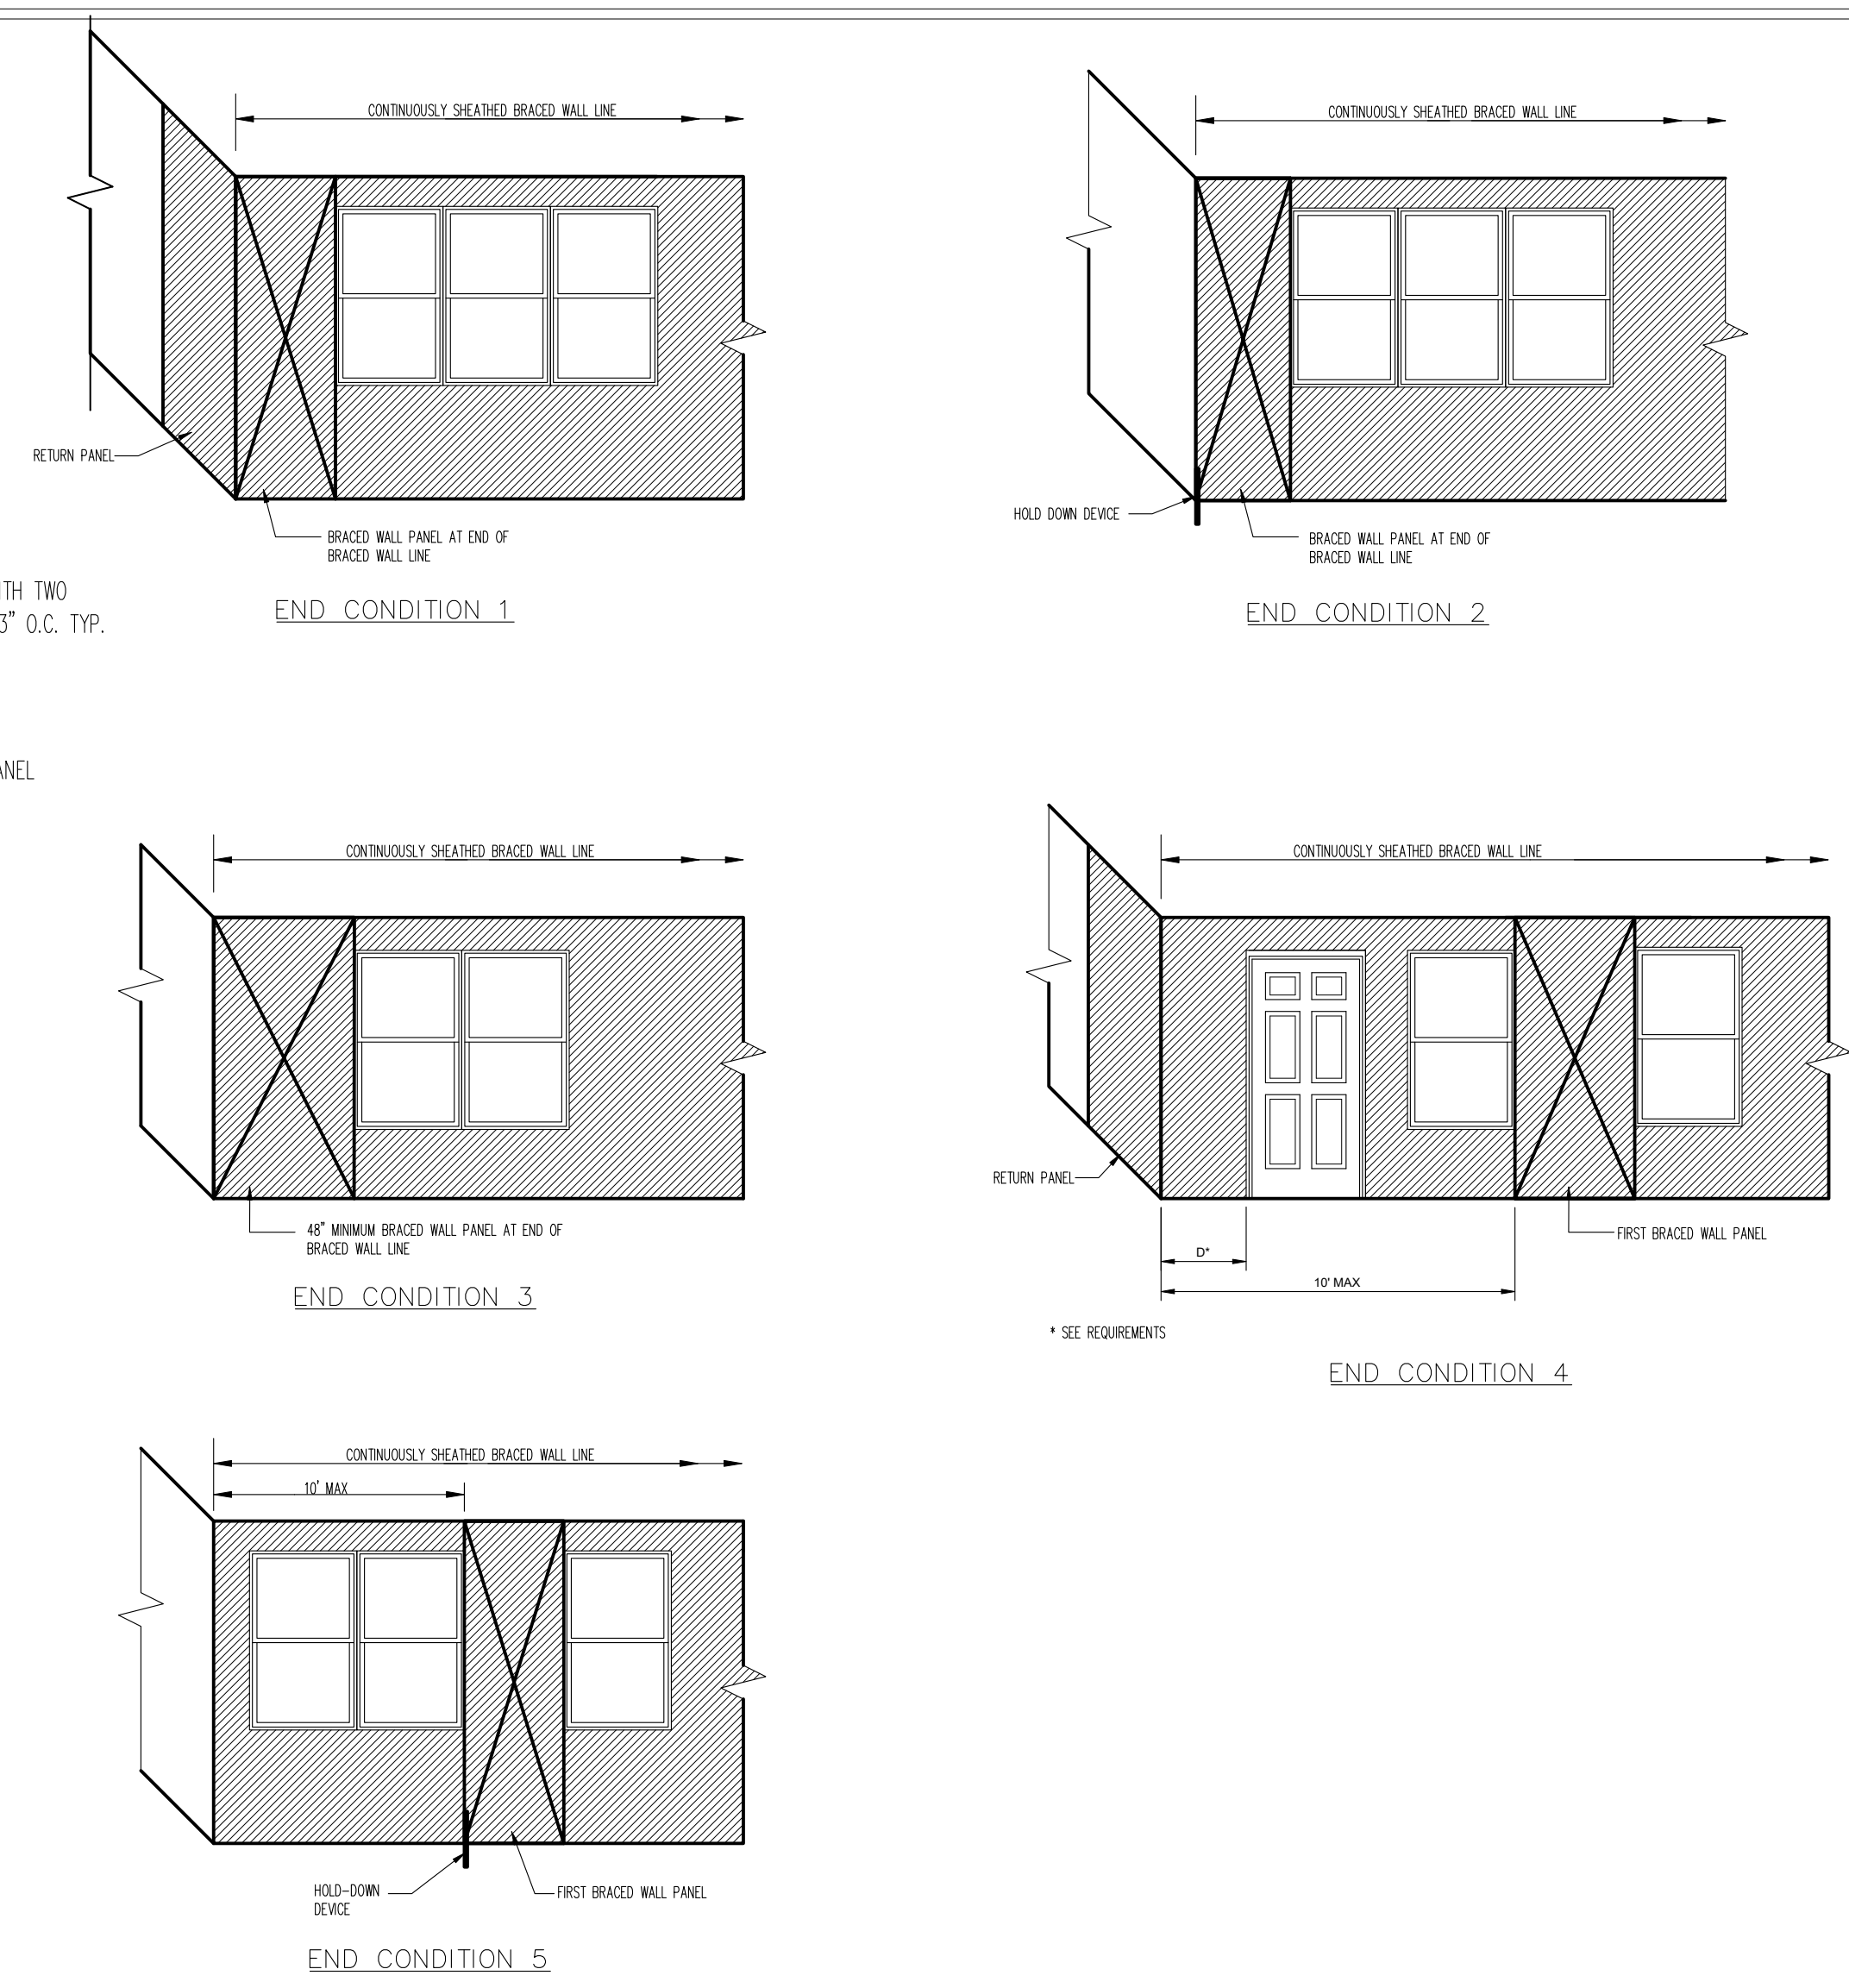 CONTINUOUSLY SHEATHED BRACED WALL LINE
RETURN PANEL
BRACED WALL PANEL AT END OF
BRACED WALL LINE
END CONDITION 1
CONTINUOUSLY SHEATHED BRACED WALL LINE
HOLD DOWN DEVICE
BRACED WALL PANEL AT END OF
BRACED WALL LINE
END CONDITION 2
TWO
3" O.C. TYP.
CONTINUOUSLY SHEATHED BRACED WALL LINE
48" MINIMUM BRACED WALL PANEL AT END OF
BRACED WALL LINE
END CONDITION 3
CONTINUOUSLY SHEATHED BRACED WALL LINE
RETURN PANEL
FIRST BRACED WALL PANEL
D*
10' MAX
* SEE REQUIREMENTS
END CONDITION 4
CONTINUOUSLY SHEATHED BRACED WALL LINE
10' MAX
HOLD-DOWN
DEVICE
FIRST BRACED WALL PANEL
END CONDITION 5